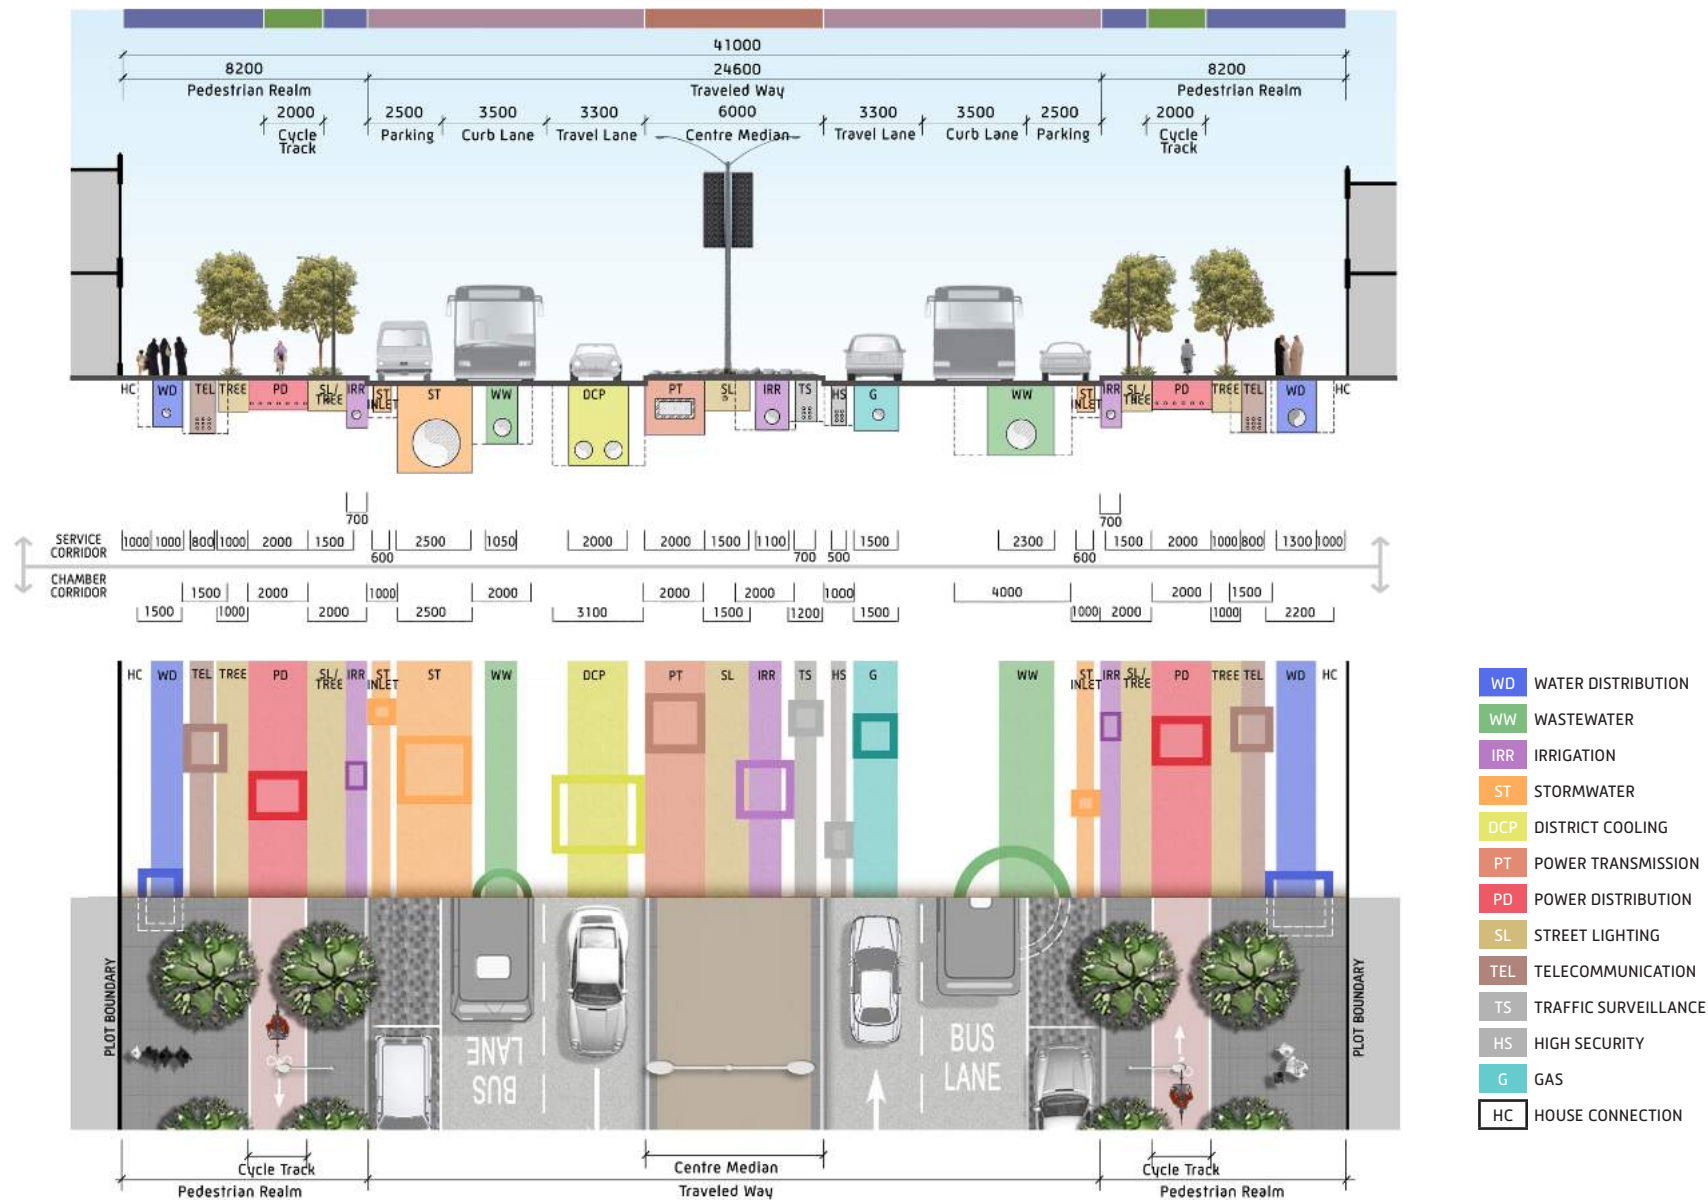 41000
8200 24600 8200
Pedestrian Realm Traveled Way Pedestrian Realm
2000 2500 3500 3300 6000 3300 3500 2500 2000
Cycle Track Parking Curb Lane Travel Lane Centre Median Travel Lane Curb Lane Parking Cycle Track
HC WD TEL TREE PD SL/TREE IRR ST INLET ST WW DCP PT SL IRR TS HS G WW ST INLET IRR SL/TREE PD TREE TEL WD HC
700 700
SERVICE CORRIDOR
1000 1000 800 1000 2000 1500 600 2500 1050 2000 2000 1500 1100 700 500 1500 2300 600 1500 2000 1000 800 1300 1000
CHAMBER CORRIDOR
1500 2000 1000 2000 2000 2000 1000 4000 2000 1500
1500 1000 2000 2500 3100 1500 1200 1500 1000 2000 1000 2200
HC WD TEL TREE PD SL/TREE IRR ST INLET ST WW DCP PT SL IRR TS HS G WW ST INLET IRR SL/TREE PD TREE TEL WD HC
PLOT BOUNDARY
BUS LANE
BUS LANE
PLOT BOUNDARY
Cycle Track Centre Median Cycle Track
Pedestrian Realm Traveled Way Pedestrian Realm
WD WATER DISTRIBUTION
WW WASTEWATER
IRR IRRIGATION
ST STORMWATER
DCP DISTRICT COOLING
PT POWER TRANSMISSION
PD POWER DISTRIBUTION
SL STREET LIGHTING
TEL TELECOMMUNICATION
TS TRAFFIC SURVEILLANCE
HS HIGH SECURITY
G GAS
HC HOUSE CONNECTION